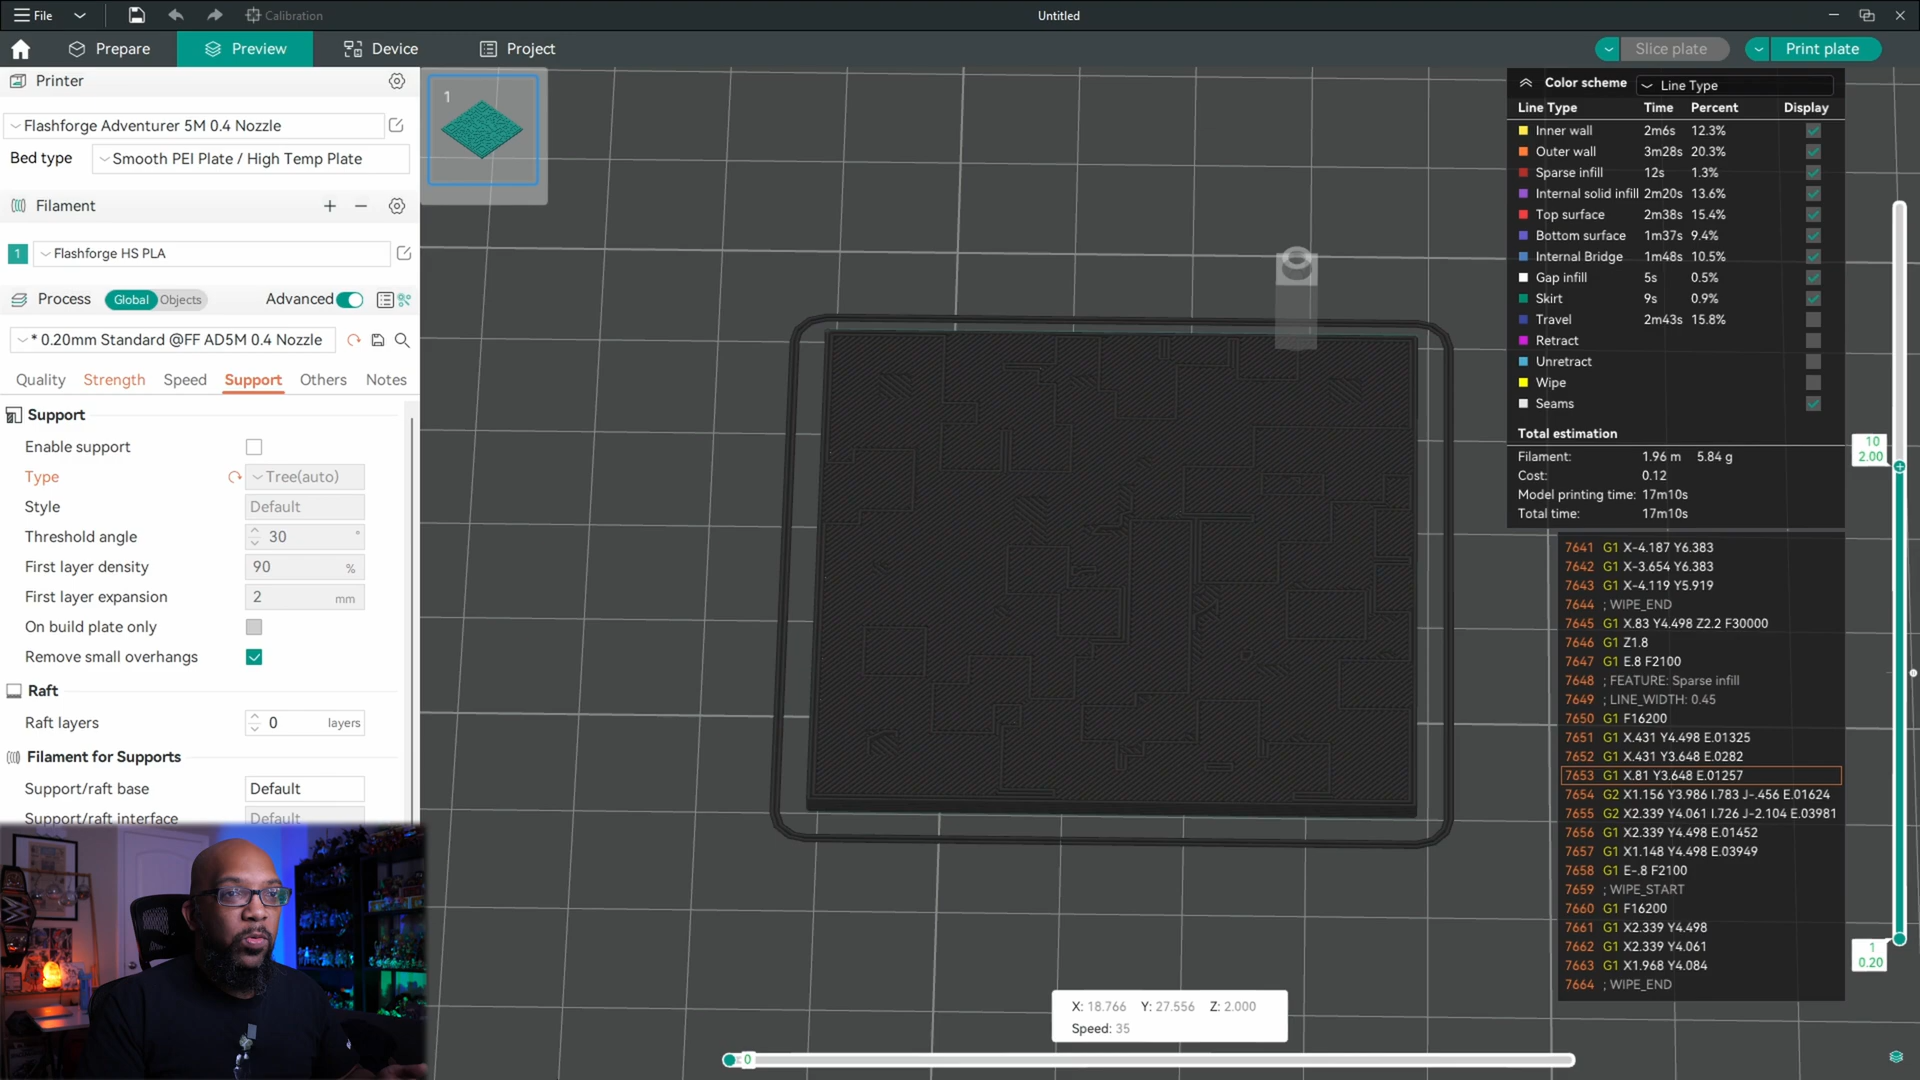 File
Calibration
Untitled
Prepare
Preview
Device
Project
Slice plate
Print plate
Printer
Flashforge Adventurer 5M 0.4 Nozzle
Bed type
Smooth PEI Plate / High Temp Plate
Filament
1
Flashforge HS PLA
Process
Global
Objects
Advanced
* 0.20mm Standard @FF AD5M 0.4 Nozzle
Quality
Strength
Speed
Support
Others
Notes
Support
Enable support
Type
Tree(auto)
Style
Default
Threshold angle
30
°
First layer density
90
%
First layer expansion
2
mm
On build plate only
Remove small overhangs
Raft
Raft layers
0
layers
Filament for Supports
Support/raft base
Default
Support/raft interface
Default
1
Color scheme
Line Type
Line Type Time Percent Display
Inner wall 2m6s 12.3%
Outer wall 3m28s 20.3%
Sparse infill 12s 1.3%
Internal solid infill 2m20s 13.6%
Top surface 2m38s 15.4%
Bottom surface 1m37s 9.4%
Internal Bridge 1m48s 10.5%
Gap infill 5s 0.5%
Skirt 9s 0.9%
Travel 2m43s 15.8%
Retract
Unretract
Wipe
Seams
Total estimation
Filament: 1.96 m 5.84 g
Cost: 0.12
Model printing time: 17m10s
Total time: 17m10s
10
2.00
7641 G1 X-4.187 Y6.383
7642 G1 X-3.654 Y6.383
7643 G1 X-4.119 Y5.919
7644 ; WIPE_END
7645 G1 X.83 Y4.498 Z2.2 F30000
7646 G1 Z1.8
7647 G1 E.8 F2100
7648 ; FEATURE: Sparse infill
7649 ; LINE_WIDTH: 0.45
7650 G1 F16200
7651 G1 X.431 Y4.498 E.01325
7652 G1 X.431 Y3.648 E.0282
7653 G1 X.81 Y3.648 E.01257
7654 G2 X1.156 Y3.986 I.783 J-.456 E.01624
7655 G2 X2.339 Y4.061 I.726 J-2.104 E.03981
7656 G1 X2.339 Y4.498 E.01452
7657 G1 X1.148 Y4.498 E.03949
7658 G1 E-.8 F2100
7659 ; WIPE_START
7660 G1 F16200
7661 G1 X2.339 Y4.498
7662 G1 X2.339 Y4.061
7663 G1 X1.968 Y4.084
7664 ; WIPE_END
1
0.20
X: 18.766 Y: 27.556 Z: 2.000
Speed: 35
0